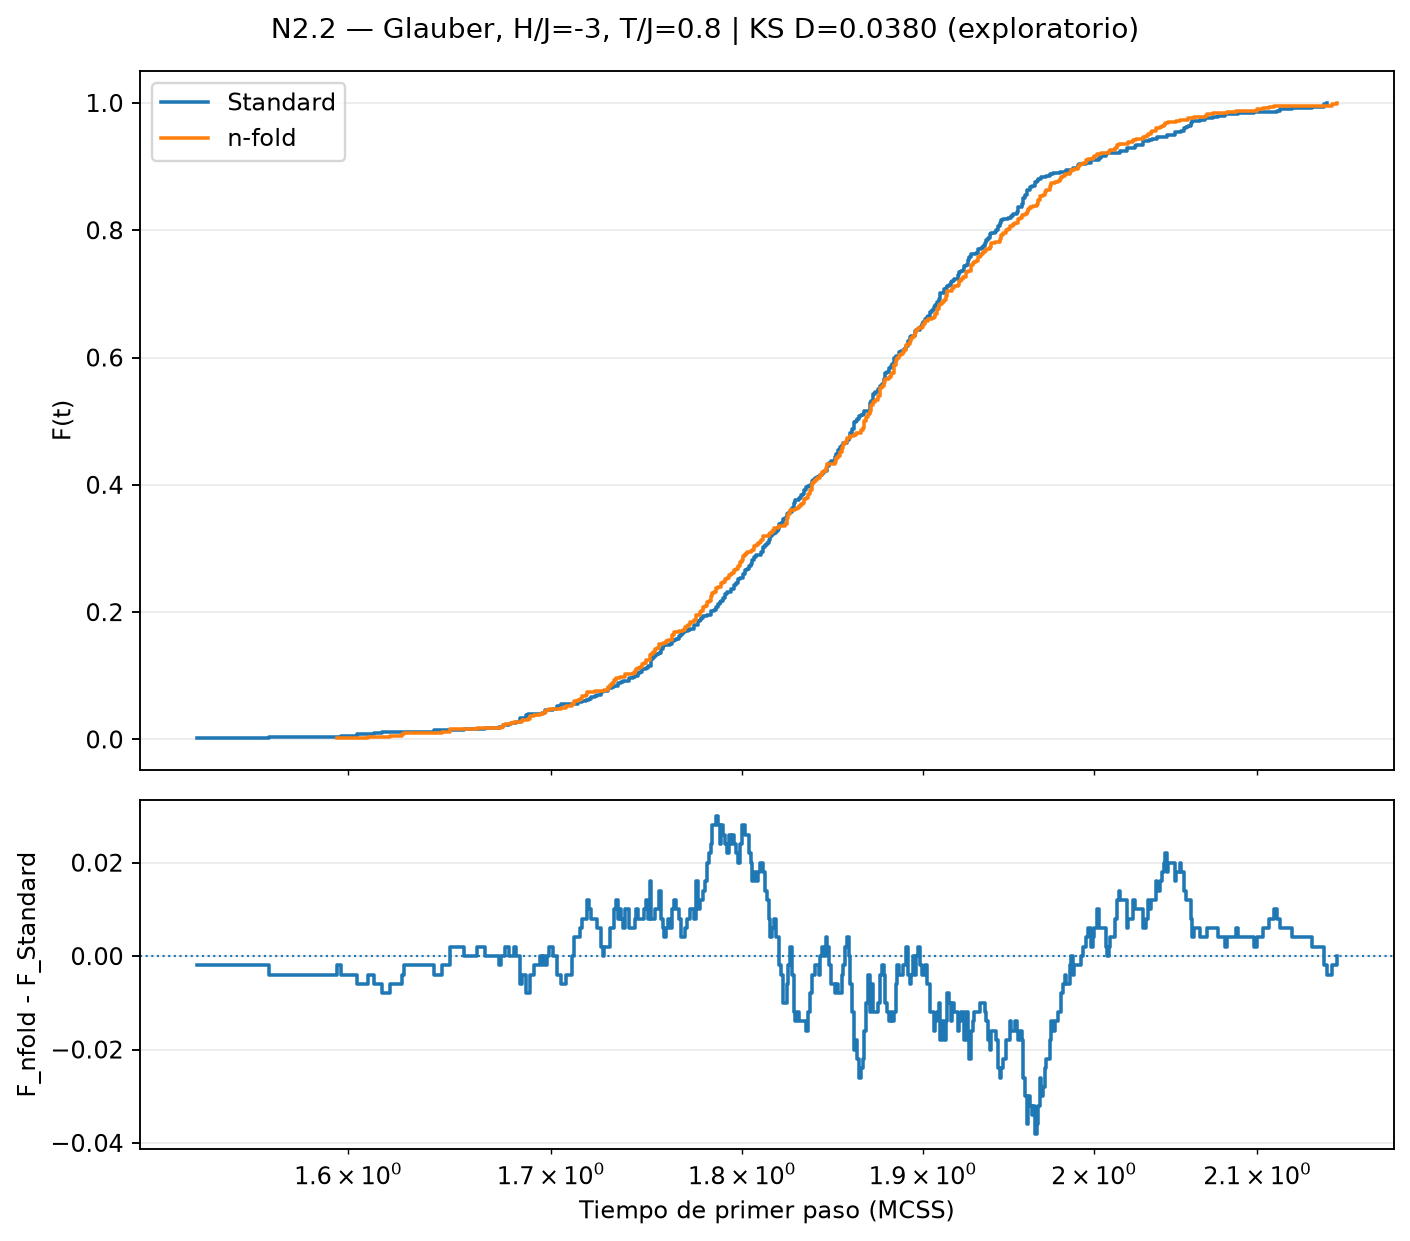 N2.2 — Glauber, H/J=-3, T/J=0.8 | KS D=0.0380 (exploratorio)
Standard
n-fold
1.0
0.8
0.6
0.4
0.2
0.0
F(t)
0.02
0.00
−0.02
−0.04
F_nfold - F_Standard
1.6 × 10⁰ 1.7 × 10⁰ 1.8 × 10⁰ 1.9 × 10⁰ 2 × 10⁰ 2.1 × 10⁰
Tiempo de primer paso (MCSS)